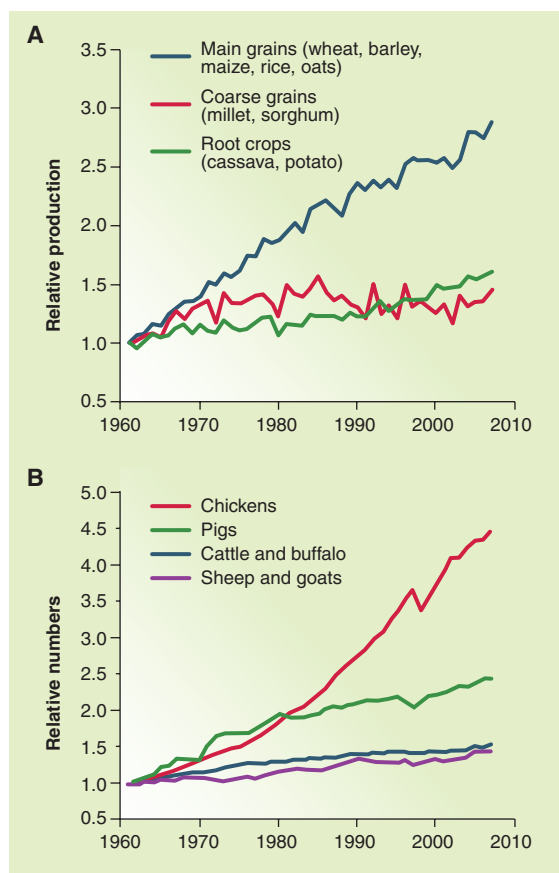 A
3.5
3.0
2.5
2.0
1.5
1.0
0.5
Relative production
Main grains (wheat, barley,
maize, rice, oats)
Coarse grains
(millet, sorghum)
Root crops
(cassava, potato)
1960 1970 1980 1990 2000 2010
B
5.0
4.5
4.0
3.5
3.0
2.5
2.0
1.5
1.0
0.5
Relative numbers
Chickens
Pigs
Cattle and buffalo
Sheep and goats
1960 1970 1980 1990 2000 2010